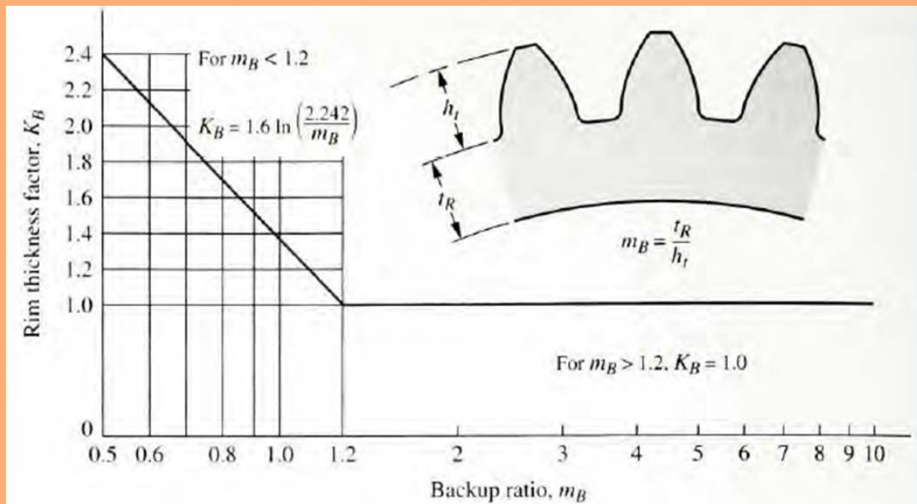 2.4
2.2
2.0
1.8
1.6
1.4
1.2
1.0
0
Rim thickness factor, K_B
For m_B < 1.2
K_B = 1.6 ln (2.242 / m_B)
h_t
t_R
m_B = t_R / h_t
For m_B > 1.2, K_B = 1.0
0.5 0.6 0.8 1.0 1.2 2 3 4 5 6 7 8 9 10
Backup ratio, m_B